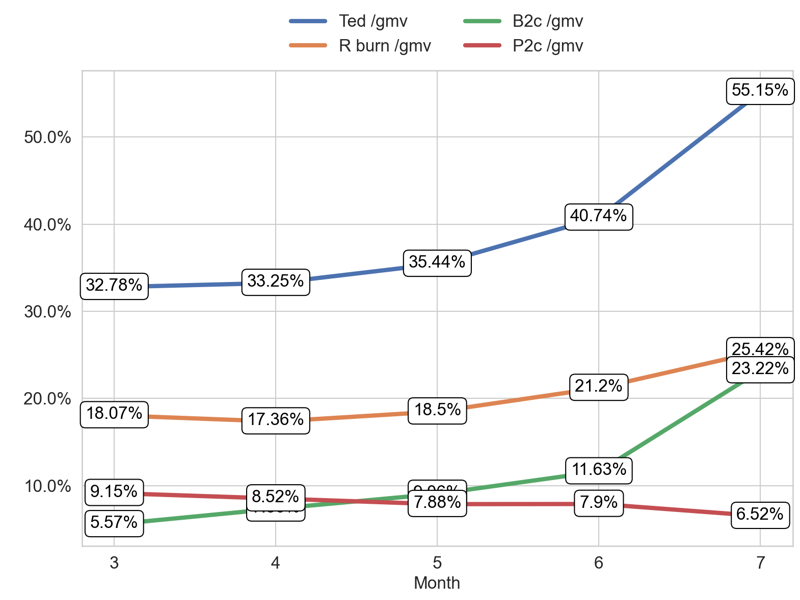 Ted /gmv B2c /gmv
R burn /gmv P2c /gmv
55.15%
50.0%
40.0% 40.74%
35.44%
32.78% 33.25%
30.0%
25.42%
23.22%
20.0% 21.2%
18.07% 17.36% 18.5%
11.63%
10.0%
9.15% 8.52% 7.88% 7.9%
5.57% 6.52%
3 4 5 6 7
Month